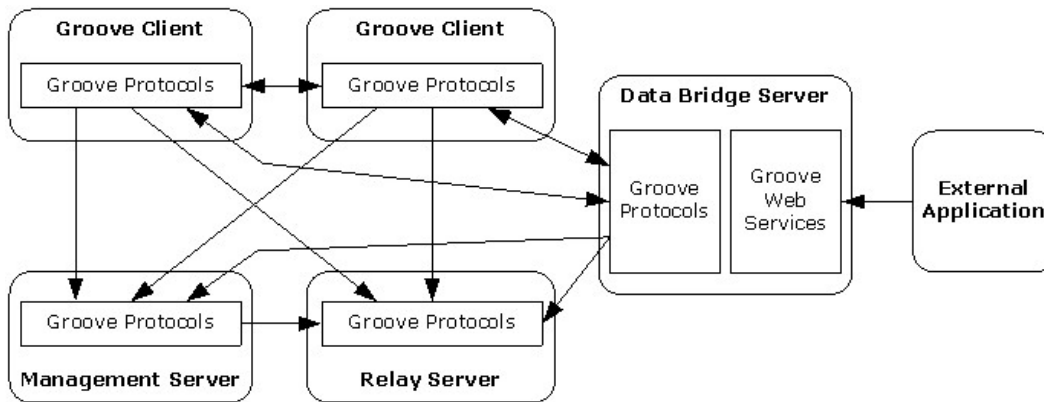 Groove Client
Groove Protocols
Groove Client
Groove Protocols
Data Bridge Server
Groove
Protocols
Groove
Web
Services
External
Application
Groove Protocols
Management Server
Groove Protocols
Relay Server